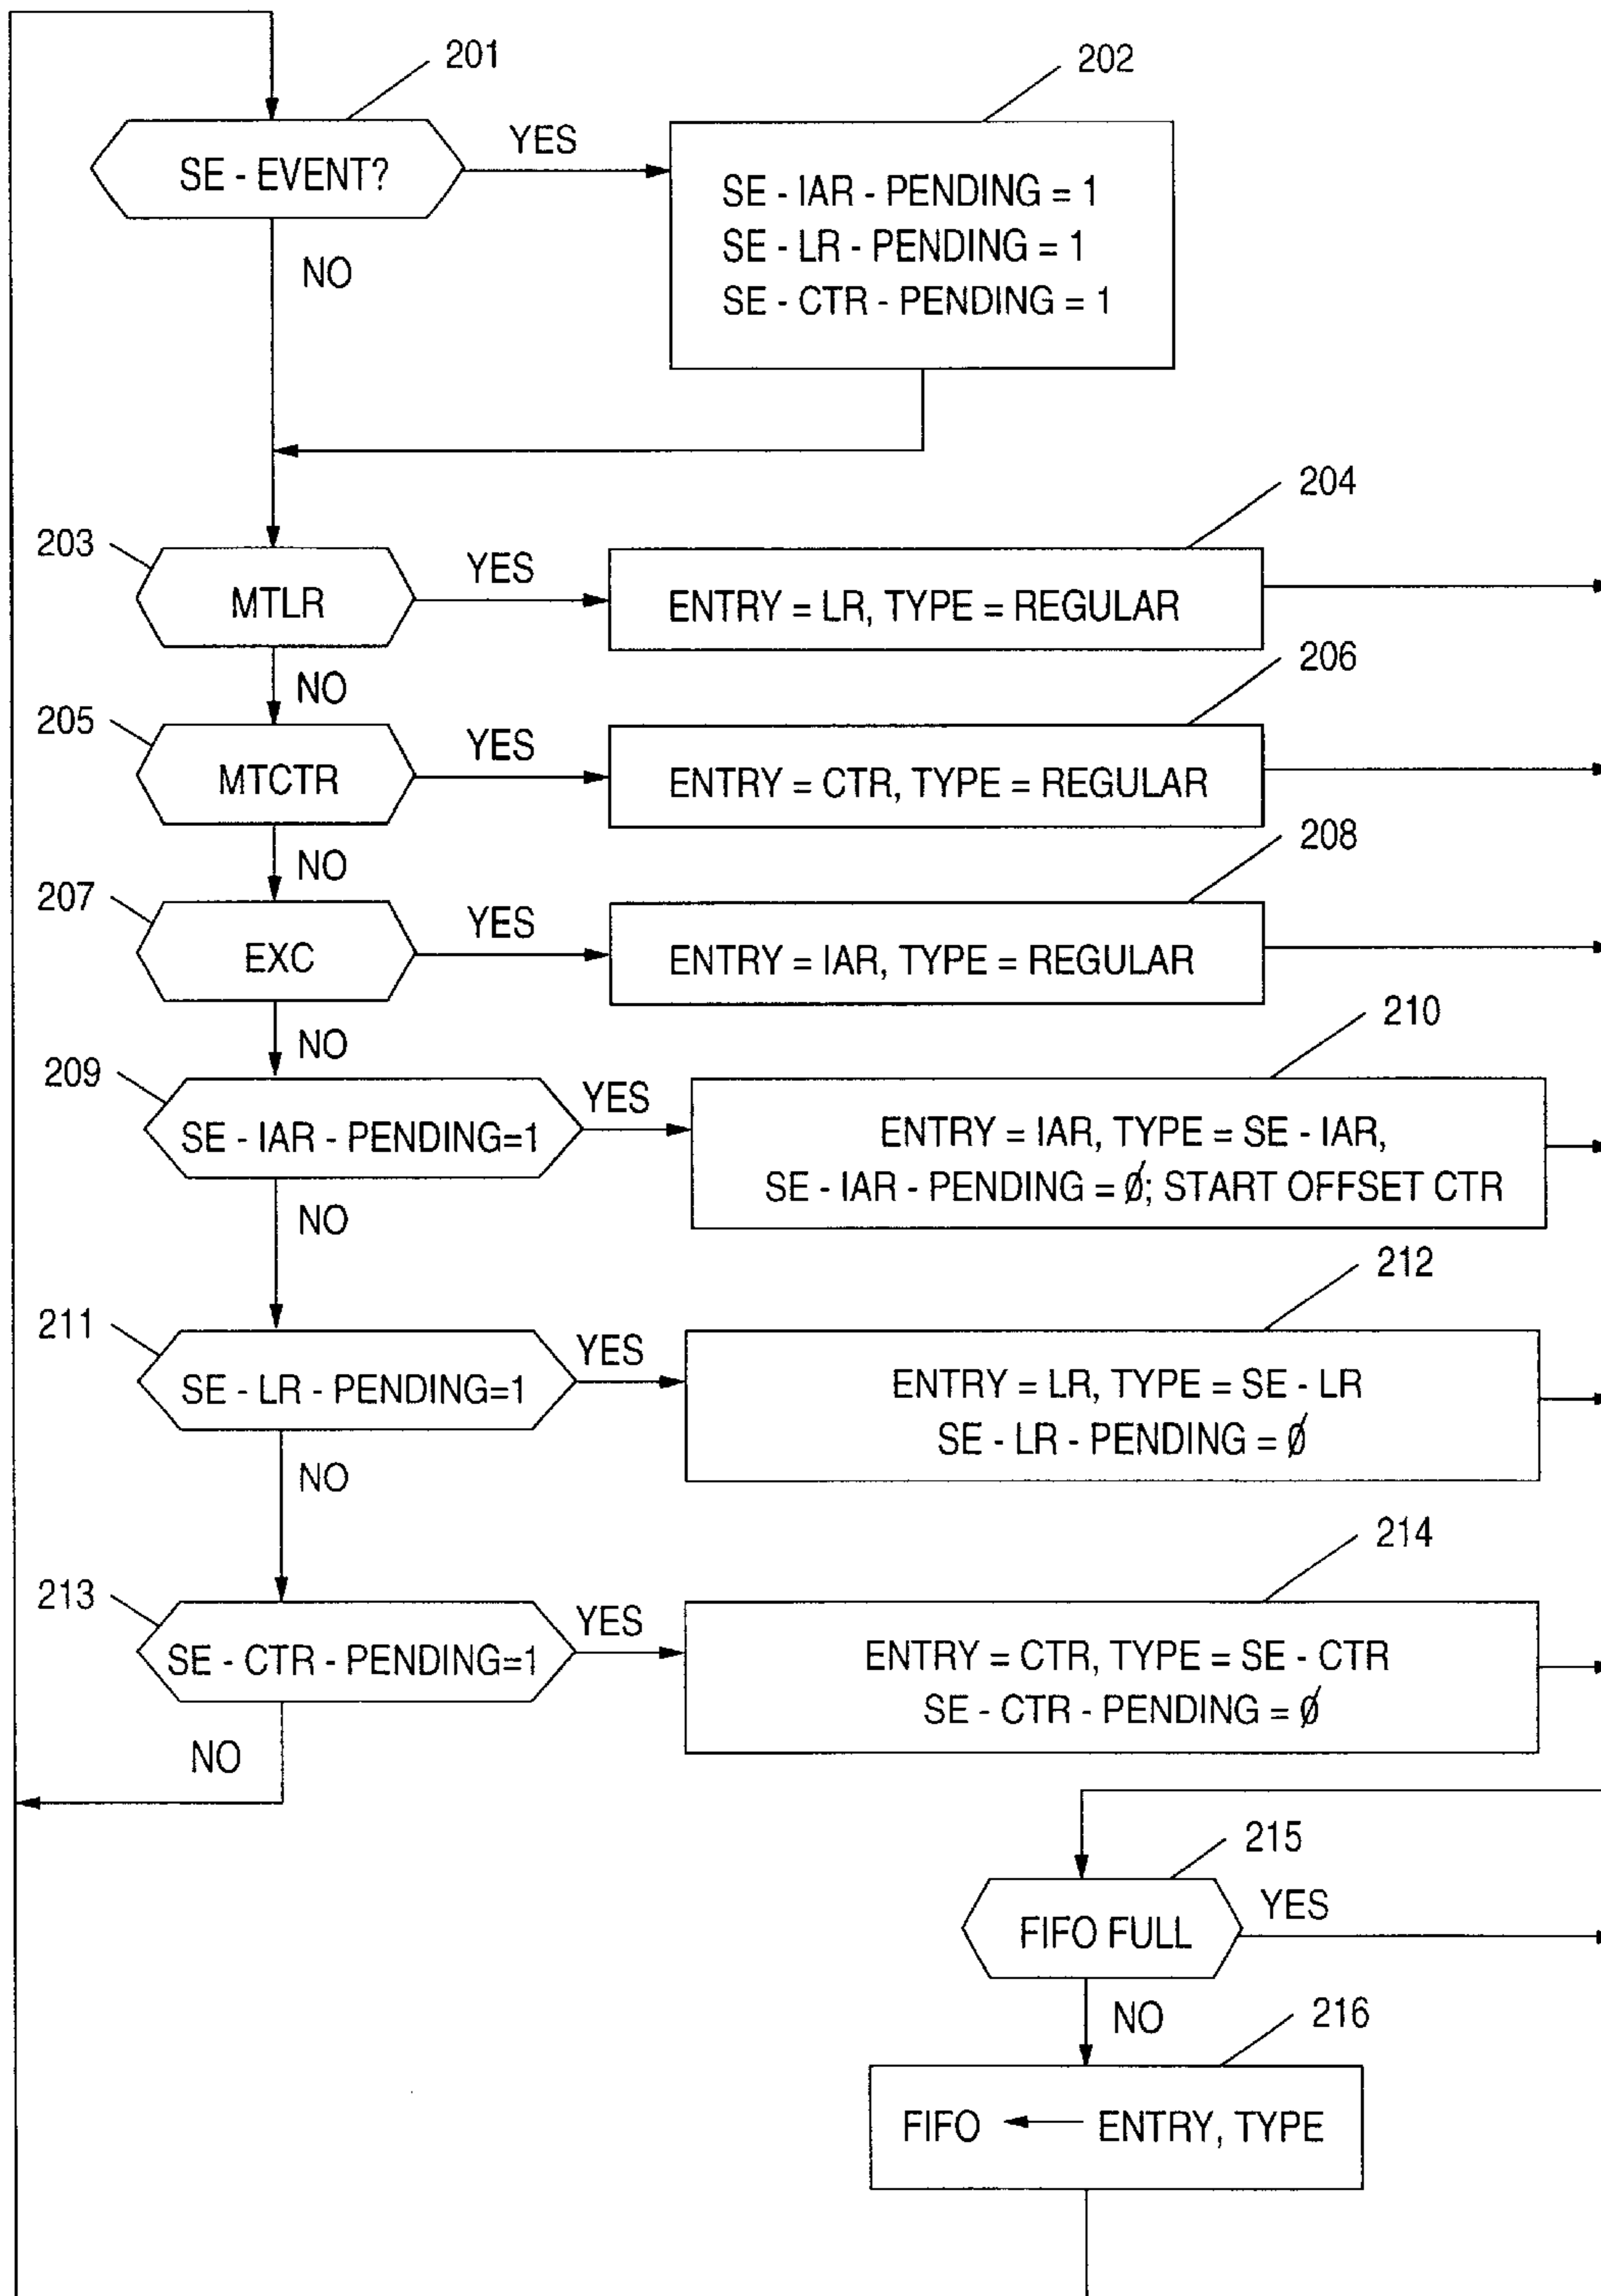 201
SE - EVENT?
YES
NO
202
SE - IAR - PENDING = 1
SE - LR - PENDING = 1
SE - CTR - PENDING = 1
203
MTLR
YES
NO
204
ENTRY = LR, TYPE = REGULAR
205
MTCTR
YES
NO
206
ENTRY = CTR, TYPE = REGULAR
207
EXC
YES
NO
208
ENTRY = IAR, TYPE = REGULAR
209
SE - IAR - PENDING=1
YES
NO
210
ENTRY = IAR, TYPE = SE - IAR,
SE - IAR - PENDING = Ø; START OFFSET CTR
211
SE - LR - PENDING=1
YES
NO
212
ENTRY = LR, TYPE = SE - LR
SE - LR - PENDING = Ø
213
SE - CTR - PENDING=1
YES
NO
214
ENTRY = CTR, TYPE = SE - CTR
SE - CTR - PENDING = Ø
215
FIFO FULL
YES
NO
216
FIFO ← ENTRY, TYPE